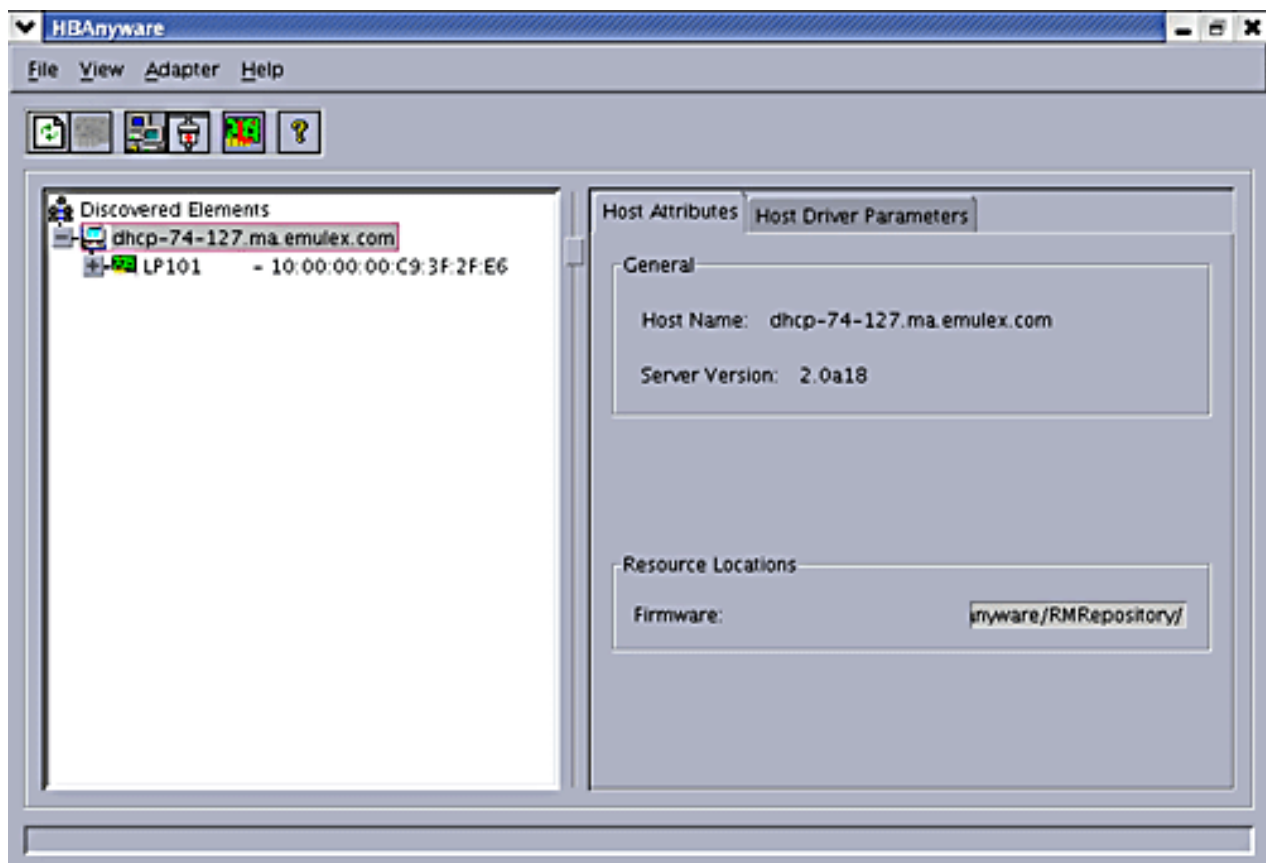 HBAnyware
File View Adapter Help
Discovered Elements
dhcp-74-127.ma.emulex.com
LP101 - 10:00:00:00:C9:3F:2F:E6
Host Attributes Host Driver Parameters
General
Host Name: dhcp-74-127.ma.emulex.com
Server Version: 2.0a18
Resource Locations
Firmware: nyware/RMRepository/